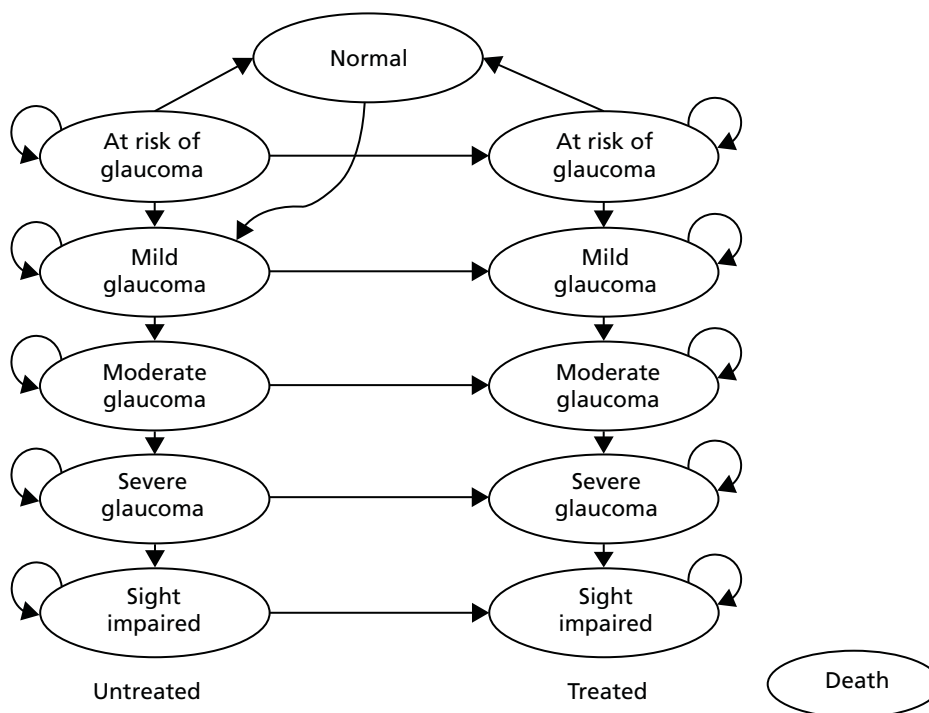 Normal
At risk of
glaucoma
At risk of
glaucoma
Mild
glaucoma
Mild
glaucoma
Moderate
glaucoma
Moderate
glaucoma
Severe
glaucoma
Severe
glaucoma
Sight
impaired
Sight
impaired
Untreated
Treated
Death